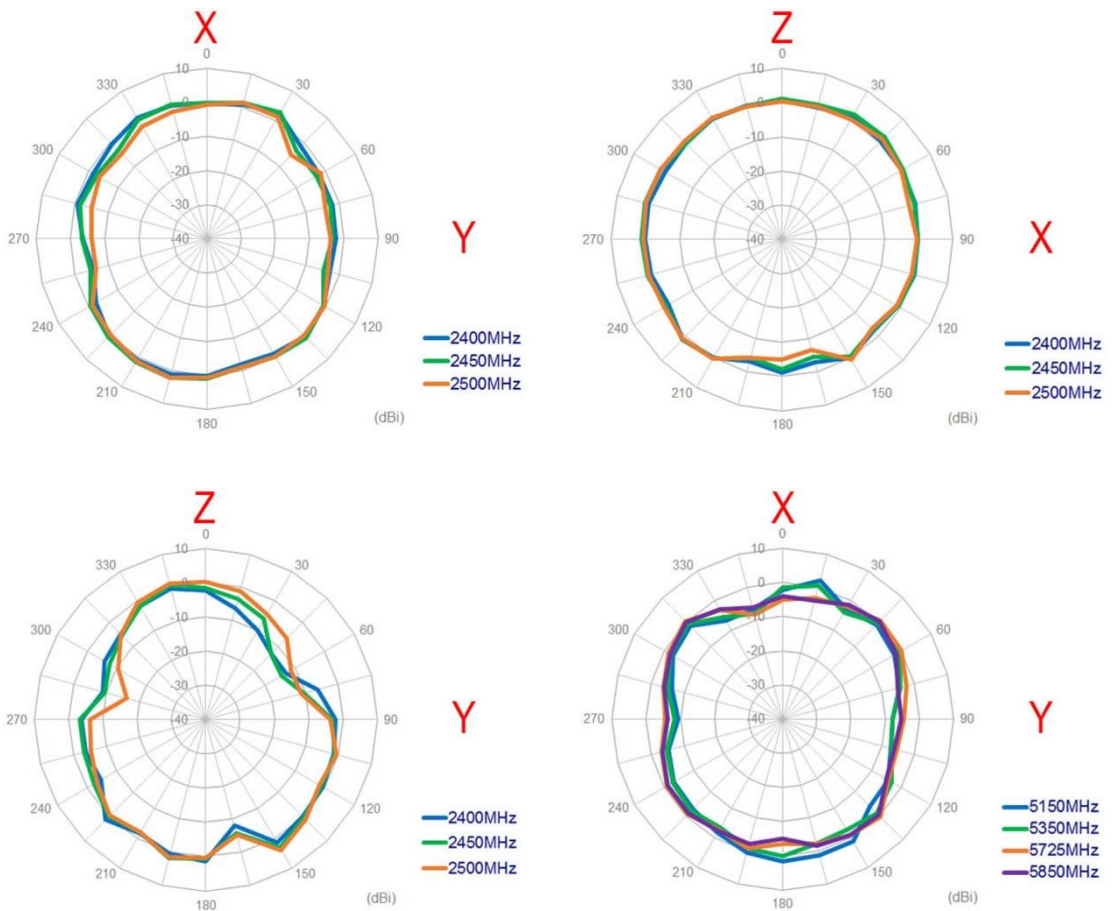 X
0
10
330
30
0
-10
300
60
-20
-30
Y
270
-40
90
240
120
2400MHz
2450MHz
2500MHz
210
150
180
(dBi)
Z
0
10
330
30
0
-10
300
60
-20
-30
X
270
-40
90
240
120
2400MHz
2450MHz
2500MHz
210
150
180
(dBi)
Z
0
10
330
30
0
-10
300
60
-20
-30
Y
270
-40
90
240
120
2400MHz
2450MHz
2500MHz
210
150
180
(dBi)
X
0
10
330
30
0
-10
300
60
-20
-30
Y
270
-40
90
240
120
5150MHz
5350MHz
5725MHz
5850MHz
210
150
180
(dBi)